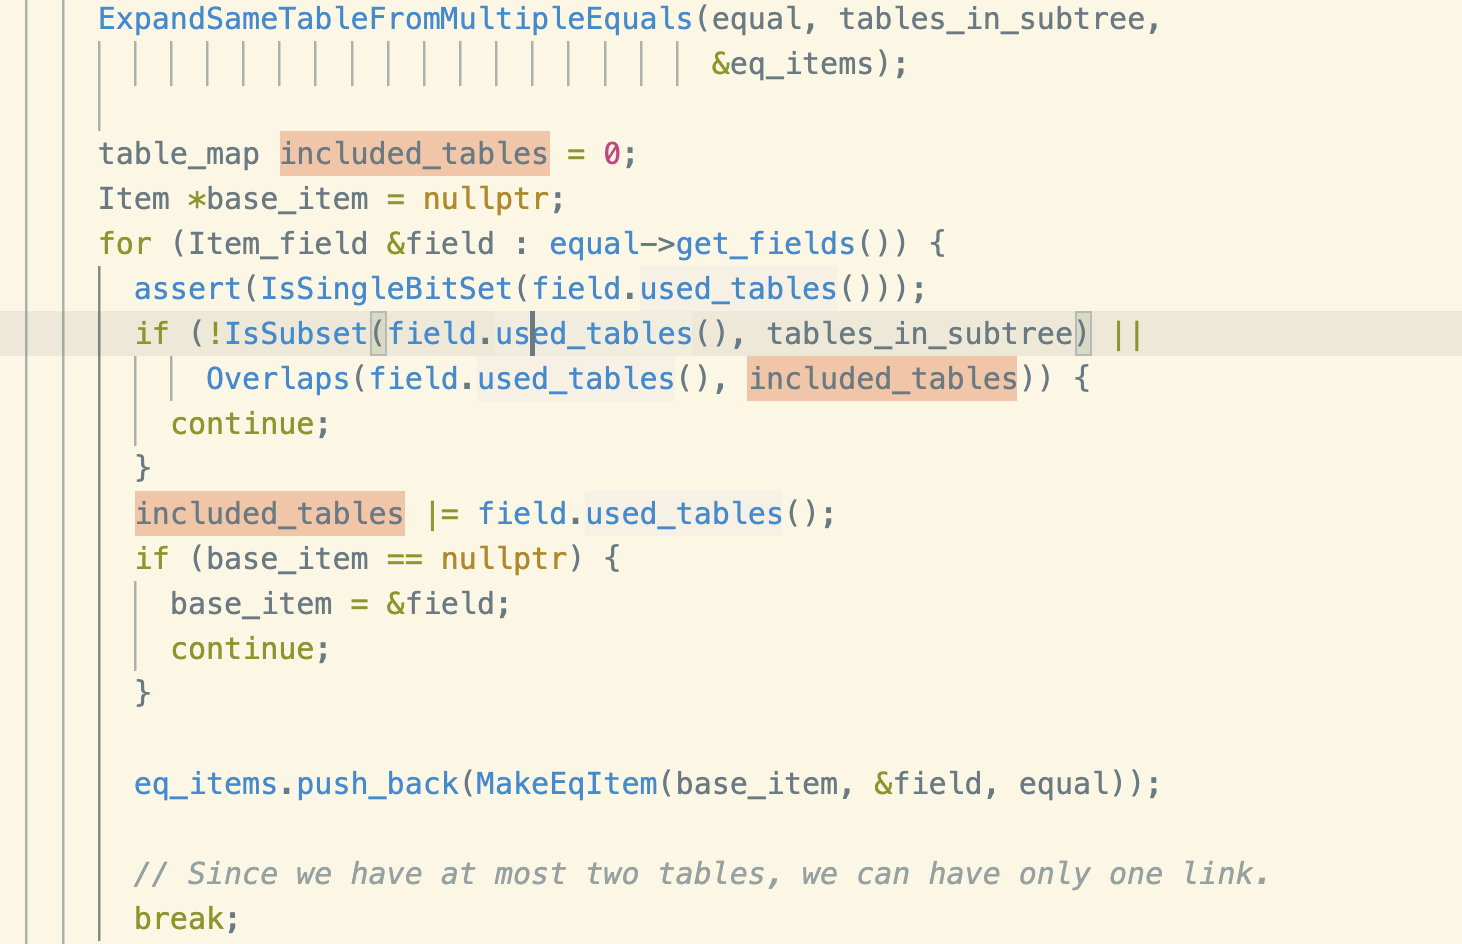 ExpandSameTableFromMultipleEquals(equal, tables_in_subtree,
&eq_items);
table_map included_tables = 0;
Item *base_item = nullptr;
for (Item_field &field : equal->get_fields()) {
assert(IsSingleBitSet(field.used_tables()));
if (!IsSubset(field.used_tables(), tables_in_subtree) ||
Overlaps(field.used_tables(), included_tables)) {
continue;
}
included_tables |= field.used_tables();
if (base_item == nullptr) {
base_item = &field;
continue;
}
eq_items.push_back(MakeEqItem(base_item, &field, equal));
// Since we have at most two tables, we can have only one link.
break;